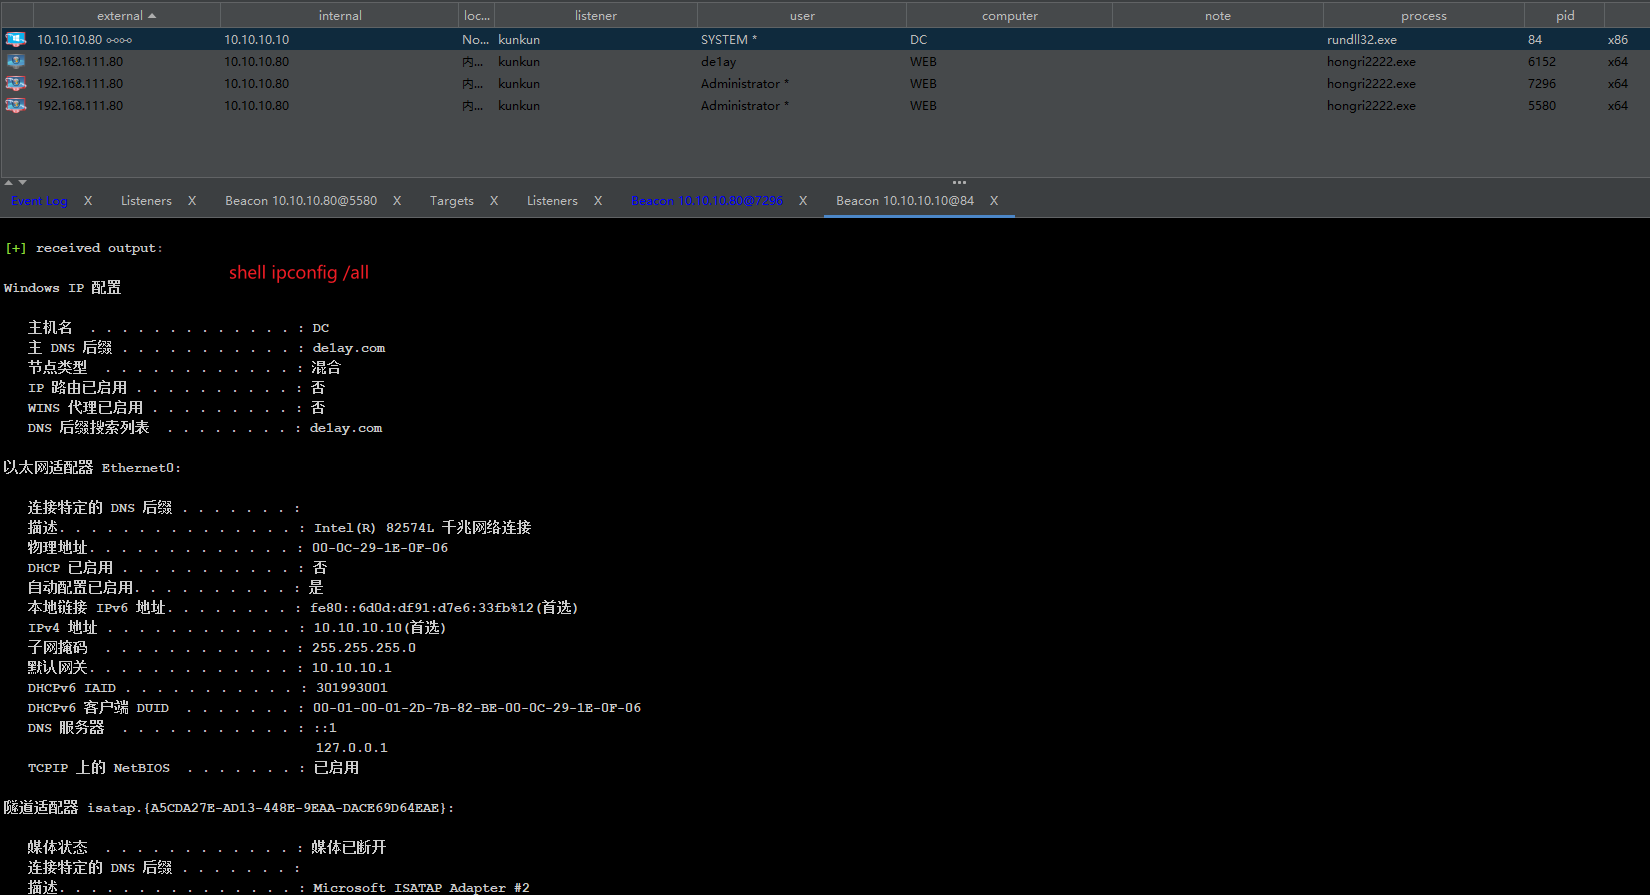 external internal loc... listener user computer note process pid
10.10.10.80 10.10.10.10 No... kunkun SYSTEM * DC rundll32.exe 84 x86
192.168.111.80 10.10.10.80 内... kunkun de1ay WEB hongri2222.exe 6152 x64
192.168.111.80 10.10.10.80 内... kunkun Administrator * WEB hongri2222.exe 7296 x64
192.168.111.80 10.10.10.80 内... kunkun Administrator * WEB hongri2222.exe 5580 x64
Event Log X Listeners X Beacon 10.10.10.80@5580 X Targets X Listeners X Beacon 10.10.10.80@7296 X Beacon 10.10.10.10@84 X
[+] received output:
shell ipconfig /all
Windows IP 配置
主机名 . . . . . . . . . . . . . : DC
主 DNS 后缀 . . . . . . . . . . . : de1ay.com
节点类型 . . . . . . . . . . . . : 混合
IP 路由已启用 . . . . . . . . . . : 否
WINS 代理已启用 . . . . . . . . . : 否
DNS 后缀搜索列表 . . . . . . . . : de1ay.com
以太网适配器 Ethernet0:
连接特定的 DNS 后缀 . . . . . . . :
描述. . . . . . . . . . . . . . . : Intel(R) 82574L 千兆网络连接
物理地址. . . . . . . . . . . . . : 00-0C-29-1E-0F-06
DHCP 已启用 . . . . . . . . . . . : 否
自动配置已启用. . . . . . . . . . : 是
本地链接 IPv6 地址. . . . . . . . : fe80::6d0d:df91:d7e6:33fb%12(首选)
IPv4 地址 . . . . . . . . . . . . : 10.10.10.10(首选)
子网掩码 . . . . . . . . . . . . : 255.255.255.0
默认网关. . . . . . . . . . . . . : 10.10.10.1
DHCPv6 IAID . . . . . . . . . . . : 301993001
DHCPv6 客户端 DUID . . . . . . . : 00-01-00-01-2D-7B-82-BE-00-0C-29-1E-0F-06
DNS 服务器 . . . . . . . . . . . : ::1
127.0.0.1
TCPIP 上的 NetBIOS . . . . . . . : 已启用
隧道适配器 isatap.{A5CDA27E-AD13-448E-9EAA-DACE69D64EAE}:
媒体状态 . . . . . . . . . . . . : 媒体已断开
连接特定的 DNS 后缀 . . . . . . . :
描述. . . . . . . . . . . . . . . : Microsoft ISATAP Adapter #2